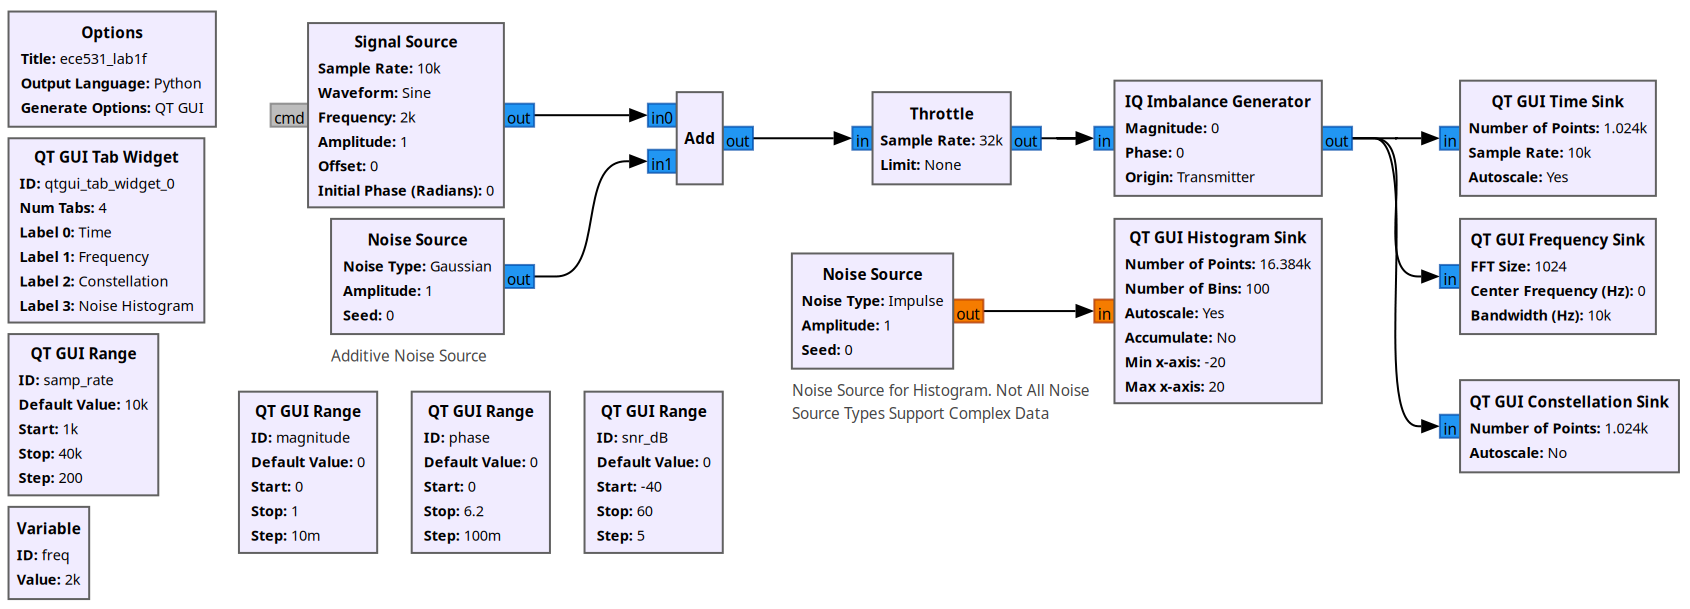 Options
Title: ece531_lab1f
Output Language: Python
Generate Options: QT GUI
QT GUI Tab Widget
ID: qtgui_tab_widget_0
Num Tabs: 4
Label 0: Time
Label 1: Frequency
Label 2: Constellation
Label 3: Noise Histogram
QT GUI Range
ID: samp_rate
Default Value: 10k
Start: 1k
Stop: 40k
Step: 200
Variable
ID: freq
Value: 2k
cmd
Signal Source
Sample Rate: 10k
Waveform: Sine
Frequency: 2k
Amplitude: 1
Offset: 0
Initial Phase (Radians): 0
out
Noise Source
Noise Type: Gaussian
Amplitude: 1
Seed: 0
out
Additive Noise Source
QT GUI Range
ID: magnitude
Default Value: 0
Start: 0
Stop: 1
Step: 10m
QT GUI Range
ID: phase
Default Value: 0
Start: 0
Stop: 6.2
Step: 100m
QT GUI Range
ID: snr_dB
Default Value: 0
Start: -40
Stop: 60
Step: 5
in0
in1
Add
out
in
Throttle
Sample Rate: 32k
Limit: None
out
Noise Source
Noise Type: Impulse
Amplitude: 1
Seed: 0
out
Noise Source for Histogram. Not All Noise
Source Types Support Complex Data
in
IQ Imbalance Generator
Magnitude: 0
Phase: 0
Origin: Transmitter
out
in
QT GUI Histogram Sink
Number of Points: 16.384k
Number of Bins: 100
Autoscale: Yes
Accumulate: No
Min x-axis: -20
Max x-axis: 20
in
QT GUI Time Sink
Number of Points: 1.024k
Sample Rate: 10k
Autoscale: Yes
in
QT GUI Frequency Sink
FFT Size: 1024
Center Frequency (Hz): 0
Bandwidth (Hz): 10k
in
QT GUI Constellation Sink
Number of Points: 1.024k
Autoscale: No